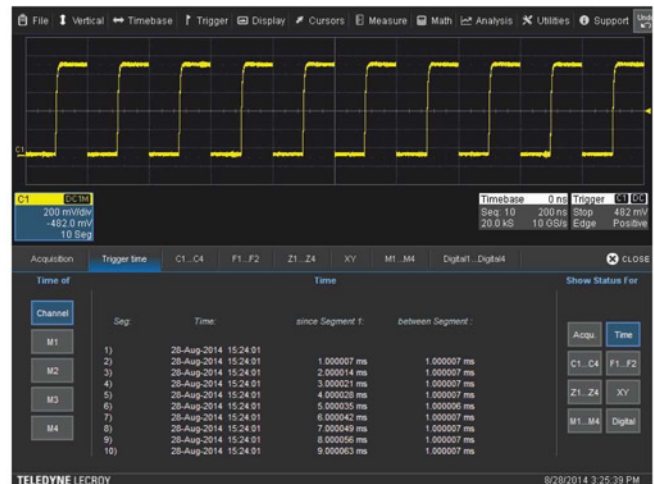 File Vertical Timebase Trigger Display Cursors Measure Math Analysis Utilities Support Undo
C1
C1 DC1M
200 mV/div
-482.0 mV
10 Seg
Timebase 0 ns
Seq: 10 200 ns
20.0 kS 10 GS/s
Trigger C1 DC
Stop 482 mV
Edge Positive
Acquisition Trigger time C1...C4 F1...F2 Z1...Z4 XY M1...M4 Digital1...Digital4 CLOSE
Time of Time Show Status For
Channel
M1
M2
M3
M4
Seg: Time: since Segment 1: between Segment :
1) 28-Aug-2014 15:24:01
2) 28-Aug-2014 15:24:01 1.000007 ms 1.000007 ms
3) 28-Aug-2014 15:24:01 2.000014 ms 1.000007 ms
4) 28-Aug-2014 15:24:01 3.000021 ms 1.000007 ms
5) 28-Aug-2014 15:24:01 4.000028 ms 1.000007 ms
6) 28-Aug-2014 15:24:01 5.000035 ms 1.000006 ms
7) 28-Aug-2014 15:24:01 6.000042 ms 1.000007 ms
8) 28-Aug-2014 15:24:01 7.000049 ms 1.000007 ms
9) 28-Aug-2014 15:24:01 8.000056 ms 1.000007 ms
10) 28-Aug-2014 15:24:01 9.000063 ms 1.000007 ms
Acqu. Time
C1...C4 F1...F2
Z1...Z4 XY
M1...M4 Digital
TELEDYNE LECROY 8/28/2014 3:25:39 PM